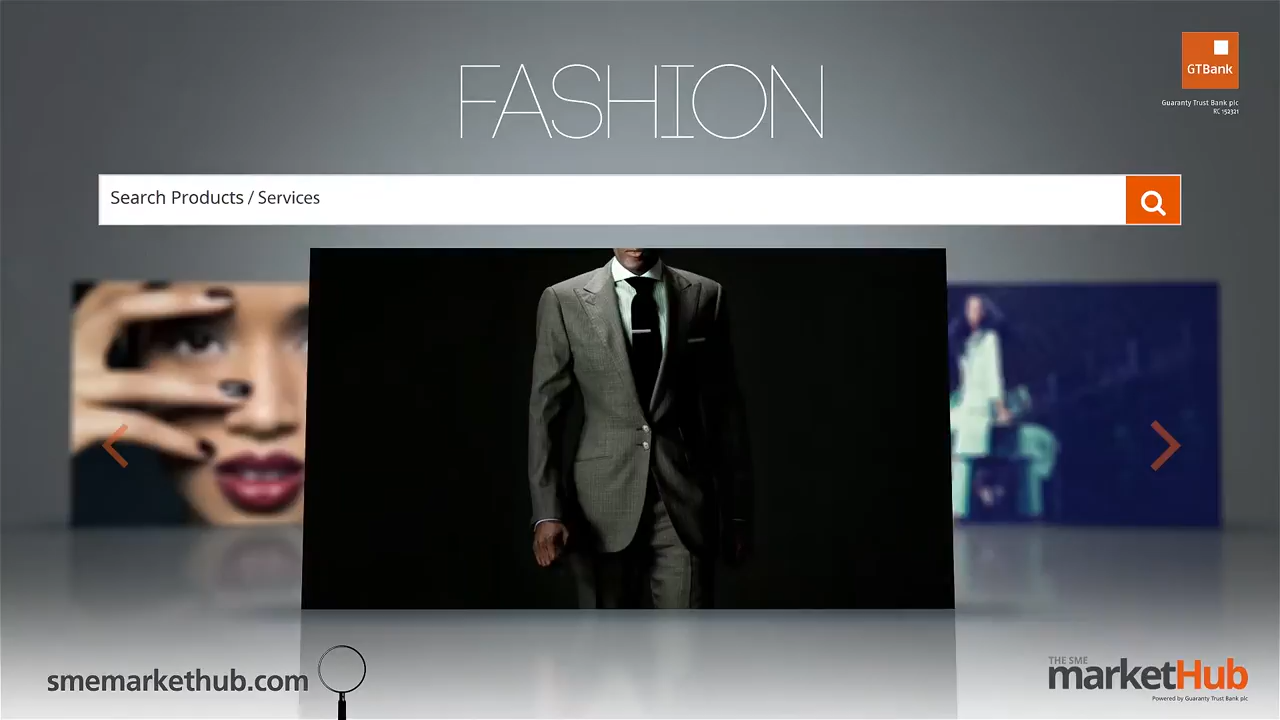 FASHION
GTBank
Guaranty Trust Bank plc
RC 152321
Search Products / Services
smemarkethub.com
THE SME
marketHub
Powered by Guaranty Trust Bank plc